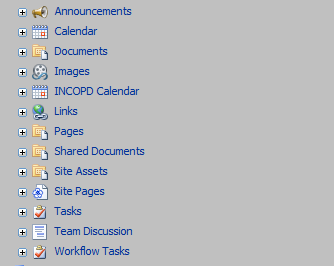 Announcements
Calendar
Documents
Images
INCOPD Calendar
Links
Pages
Shared Documents
Site Assets
Site Pages
Tasks
Team Discussion
Workflow Tasks